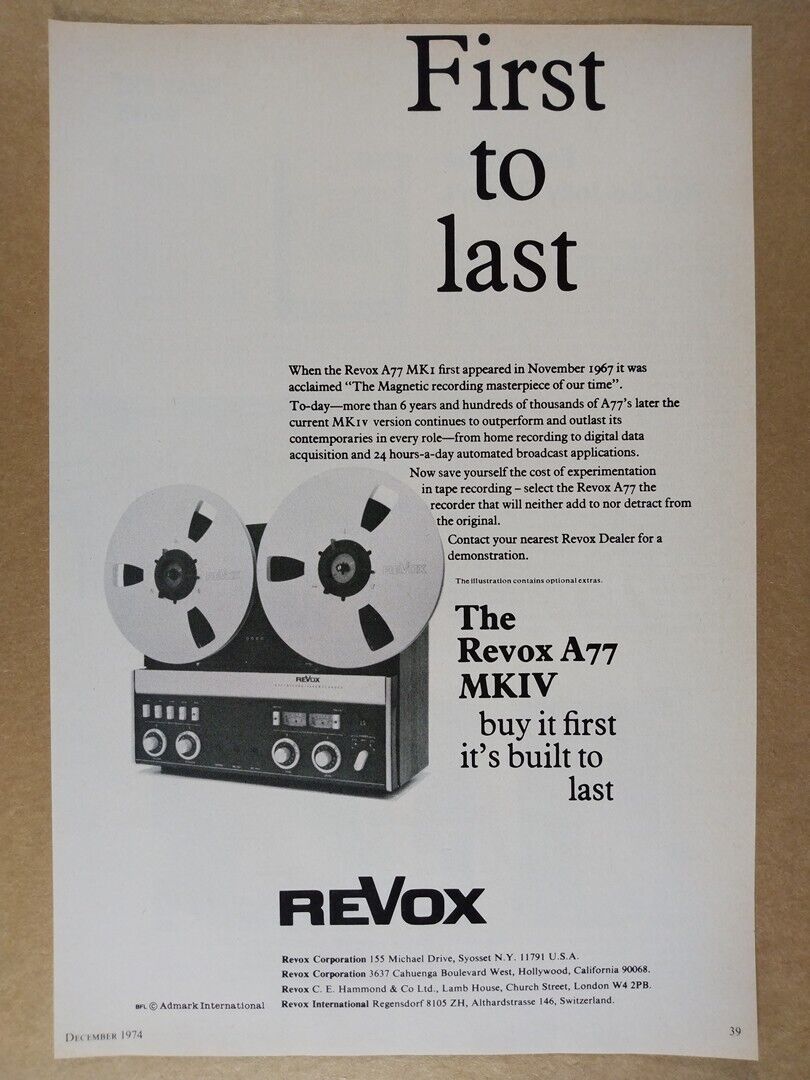 First
to
last
When the Revox A77 MK1 first appeared in November 1967 it was
acclaimed “The Magnetic recording masterpiece of our time”.
To-day—more than 6 years and hundreds of thousands of A77's later the
current MKIV version continues to outperform and outlast its
contemporaries in every role—from home recording to digital data
acquisition and 24 hours-a-day automated broadcast applications.
Now save yourself the cost of experimentation
in tape recording – select the Revox A77 the
recorder that will neither add to nor detract from
the original.
Contact your nearest Revox Dealer for a
demonstration.
The illustration contains optional extras.
REVOX
REVOX
REVOX
The
Revox A77
MKIV
buy it first
it's built to
last
REVOX
Revox Corporation 155 Michael Drive, Syosset N.Y. 11791 U.S.A.
Revox Corporation 3637 Cahuenga Boulevard West, Hollywood, California 90068.
Revox C. E. Hammond & Co Ltd., Lamb House, Church Street, London W4 2PB.
BFL © Admark International Revox International Regensdorf 8105 ZH, Althardstrasse 146, Switzerland.
DECEMBER 1974 39